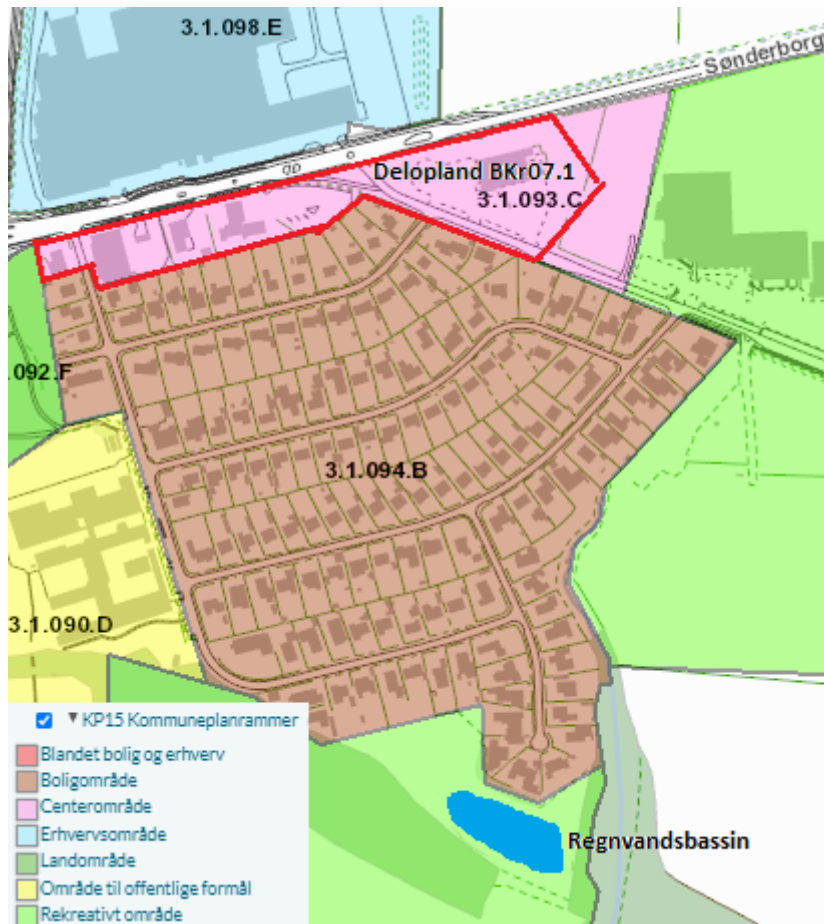 3.1.098.E
Sønderborg
Delopland BKr07.1
3.1.093.C
.092.F
3.1.094.B
3.1.090.D
KP15 Kommuneplanrammer
Blandet bolig og erhverv
Boligområde
Centerområde
Erhvervsområde
Landområde
Område til offentlige formål
Rekreativt område
Regnvandsbassin